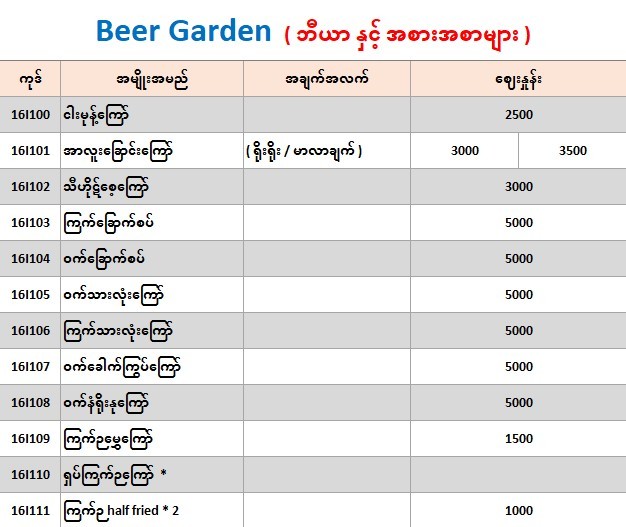 Beer Garden ( ဘီယာ နှင့် အစားအစာများ )
ကုဒ် အမျိုးအမည် အချက်အလက် ဈေးနှုန်း
16I100 ငါးမုန့်ကြော် 2500
16I101 အာလူးခြောင်းကြော် ( ရိုးရိုး / မာလာချက် ) 3000 3500
16I102 သီဟိုဋ်စေ့ကြော် 3000
16I103 ကြက်ခြောက်စပ် 5000
16I104 ဝက်ခြောက်စပ် 5000
16I105 ဝက်သားလုံးကြော် 5000
16I106 ကြက်သားလုံးကြော် 5000
16I107 ဝက်ခေါက်ကြွပ်ကြော် 5000
16I108 ဝက်နံရိုးနုကြော် 5000
16I109 ကြက်ဥမွှေကြော် 1500
16I110 ရှပ်ကြက်ဥကြော် *
16I111 ကြက်ဥ half fried * 2 1000